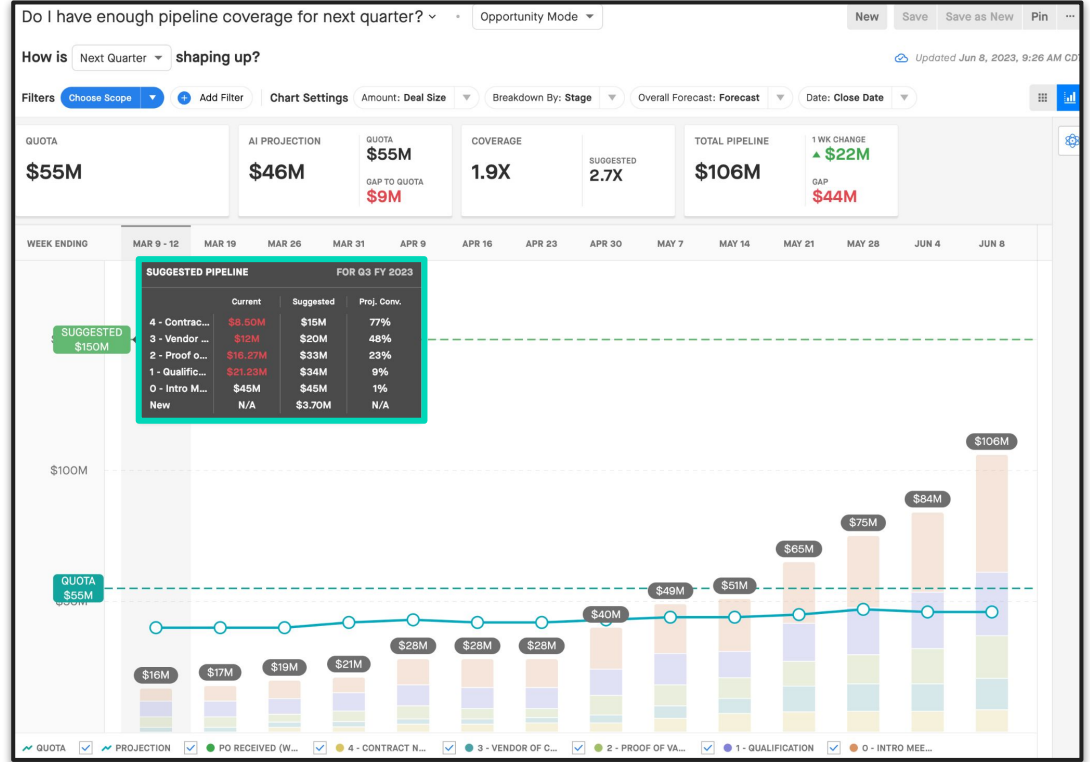 Do I have enough pipeline coverage for next quarter? • Opportunity Mode New Save Save as New Pin ...
How is Next Quarter shaping up?
Updated Jun 8, 2023, 9:26 AM CDT
Filters Choose Scope Add Filter Chart Settings Amount: Deal Size Breakdown By: Stage Overall Forecast: Forecast Date: Close Date
QUOTA
$55M
AI PROJECTION
$46M
QUOTA
$55M
GAP TO QUOTA
$9M
COVERAGE
1.9X
SUGGESTED
2.7X
TOTAL PIPELINE
$106M
1 WK CHANGE
$22M
GAP
$44M
WEEK ENDING MAR 9 - 12 MAR 19 MAR 26 MAR 31 APR 9 APR 16 APR 23 APR 30 MAY 7 MAY 14 MAY 21 MAY 28 JUN 4 JUN 8
SUGGESTED PIPELINE FOR Q3 FY 2023
Current Suggested Proj. Conv.
4 - Contrac... $8.50M $15M 77%
3 - Vendor ... $12M $20M 48%
2 - Proof o... $16.27M $33M 23%
1 - Qualific... $21.23M $34M 9%
0 - Intro M... $45M $45M 1%
New N/A $3.70M N/A
SUGGESTED
$150M
$100M
QUOTA
$55M
$16M $17M $19M $21M $28M $28M $28M $40M $49M $51M $65M $75M $84M $106M
QUOTA PROJECTION PO RECEIVED (W... 4 - CONTRACT N... 3 - VENDOR OF C... 2 - PROOF OF VA... 1 - QUALIFICATION 0 - INTRO MEE...